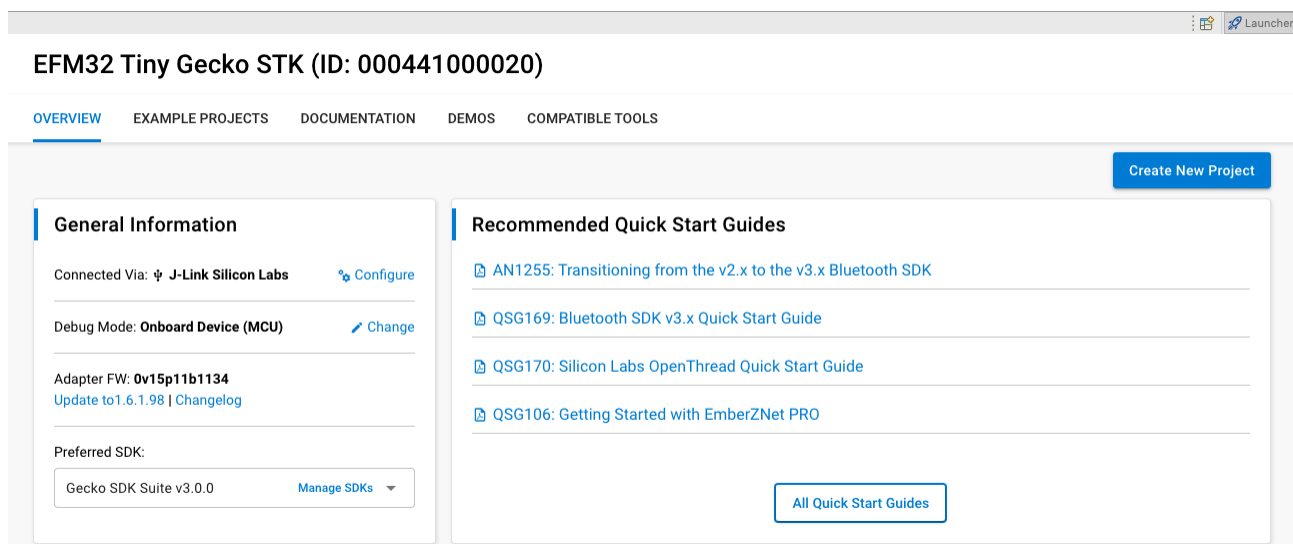 Launcher
EFM32 Tiny Gecko STK (ID: 000441000020)
OVERVIEW EXAMPLE PROJECTS DOCUMENTATION DEMOS COMPATIBLE TOOLS
Create New Project
General Information
Connected Via: J-Link Silicon Labs Configure
Debug Mode: Onboard Device (MCU) Change
Adapter FW: 0v15p11b1134
Update to1.6.1.98 | Changelog
Preferred SDK:
Gecko SDK Suite v3.0.0 Manage SDKs
Recommended Quick Start Guides
AN1255: Transitioning from the v2.x to the v3.x Bluetooth SDK
QSG169: Bluetooth SDK v3.x Quick Start Guide
QSG170: Silicon Labs OpenThread Quick Start Guide
QSG106: Getting Started with EmberZNet PRO
All Quick Start Guides